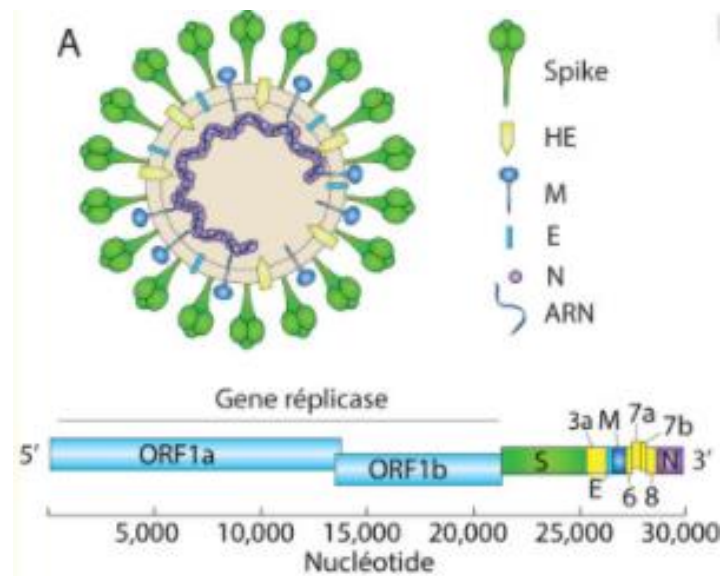 A
Spike
HE
M
E
N
ARN
Gene réplicase
3a M 7a 7b
5' ORF1a ORF1b S N 3'
E 6 8
5,000 10,000 15,000 20,000 25,000 30,000
Nucléotide